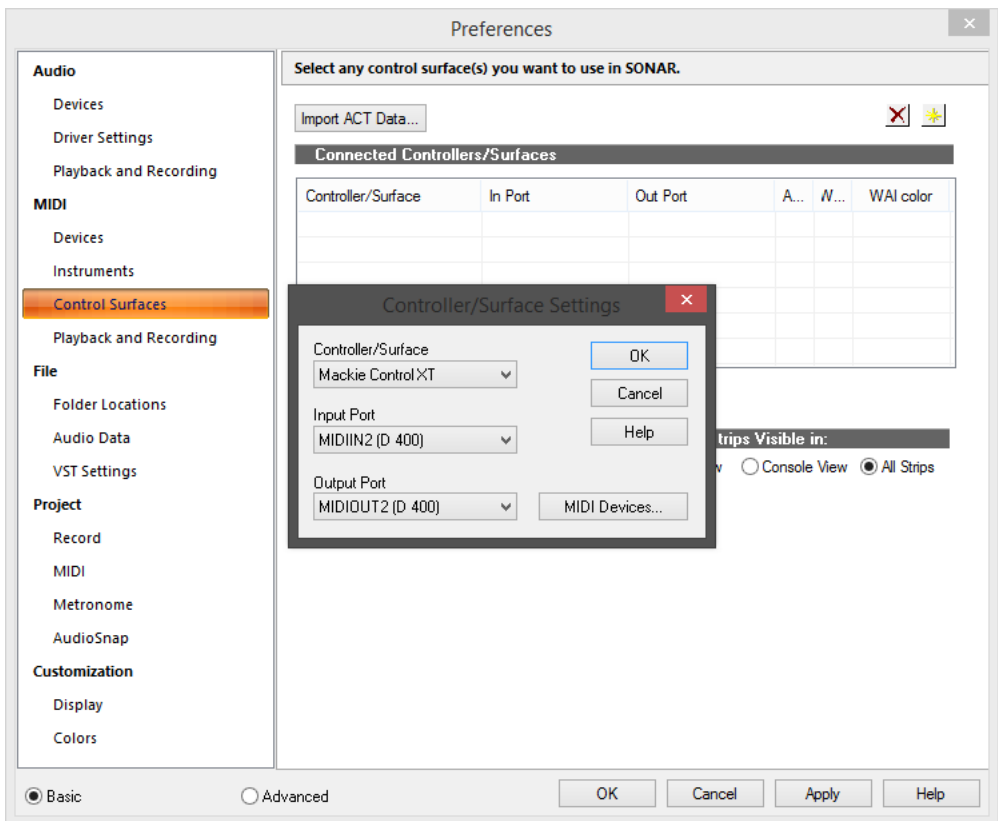 Preferences
Audio
Devices
Driver Settings
Playback and Recording
MIDI
Devices
Instruments
Control Surfaces
Playback and Recording
File
Folder Locations
Audio Data
VST Settings
Project
Record
MIDI
Metronome
AudioSnap
Customization
Display
Colors
Basic
Advanced
Select any control surface(s) you want to use in SONAR.
Import ACT Data...
Connected Controllers/Surfaces
Controller/Surface In Port Out Port A... W... WAI color
Controller/Surface Settings
Controller/Surface
Mackie Control XT
Input Port
MIDIIN2 (D 400)
Output Port
MIDIOUT2 (D 400)
OK
Cancel
Help
MIDI Devices...
trips Visible in:
w Console View All Strips
OK Cancel Apply Help